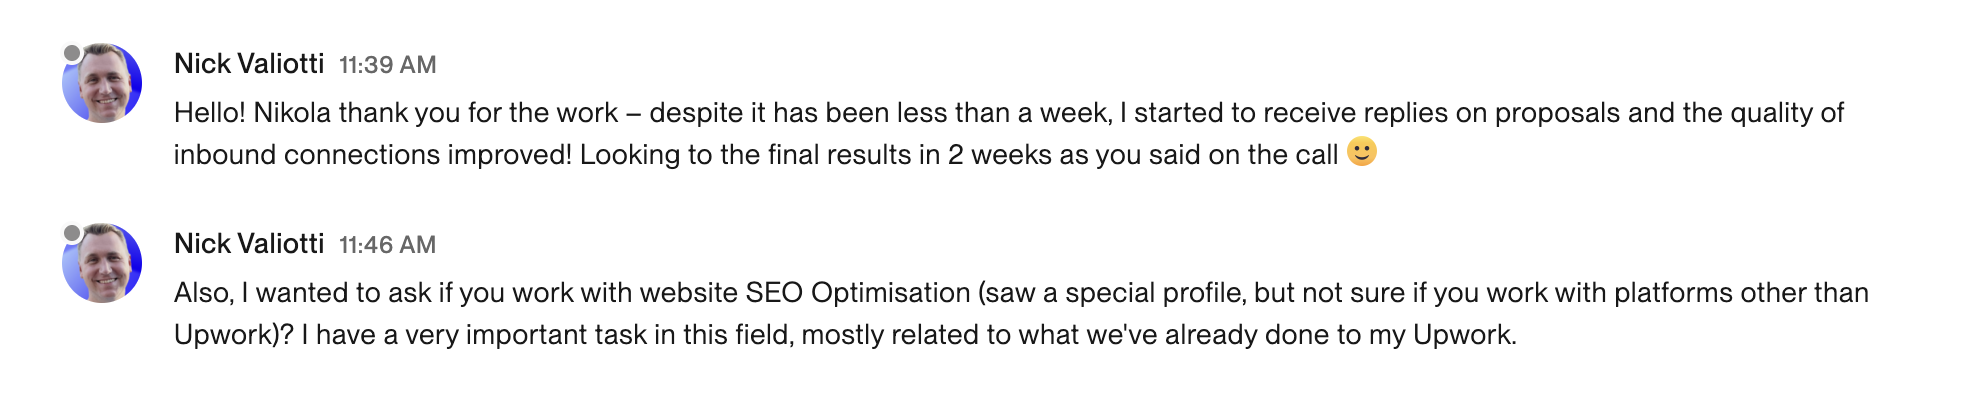 Nick Valiotti 11:39 AM
Hello! Nikola thank you for the work – despite it has been less than a week, I started to receive replies on proposals and the quality of
inbound connections improved! Looking to the final results in 2 weeks as you said on the call 🙂
Nick Valiotti 11:46 AM
Also, I wanted to ask if you work with website SEO Optimisation (saw a special profile, but not sure if you work with platforms other than
Upwork)? I have a very important task in this field, mostly related to what we've already done to my Upwork.